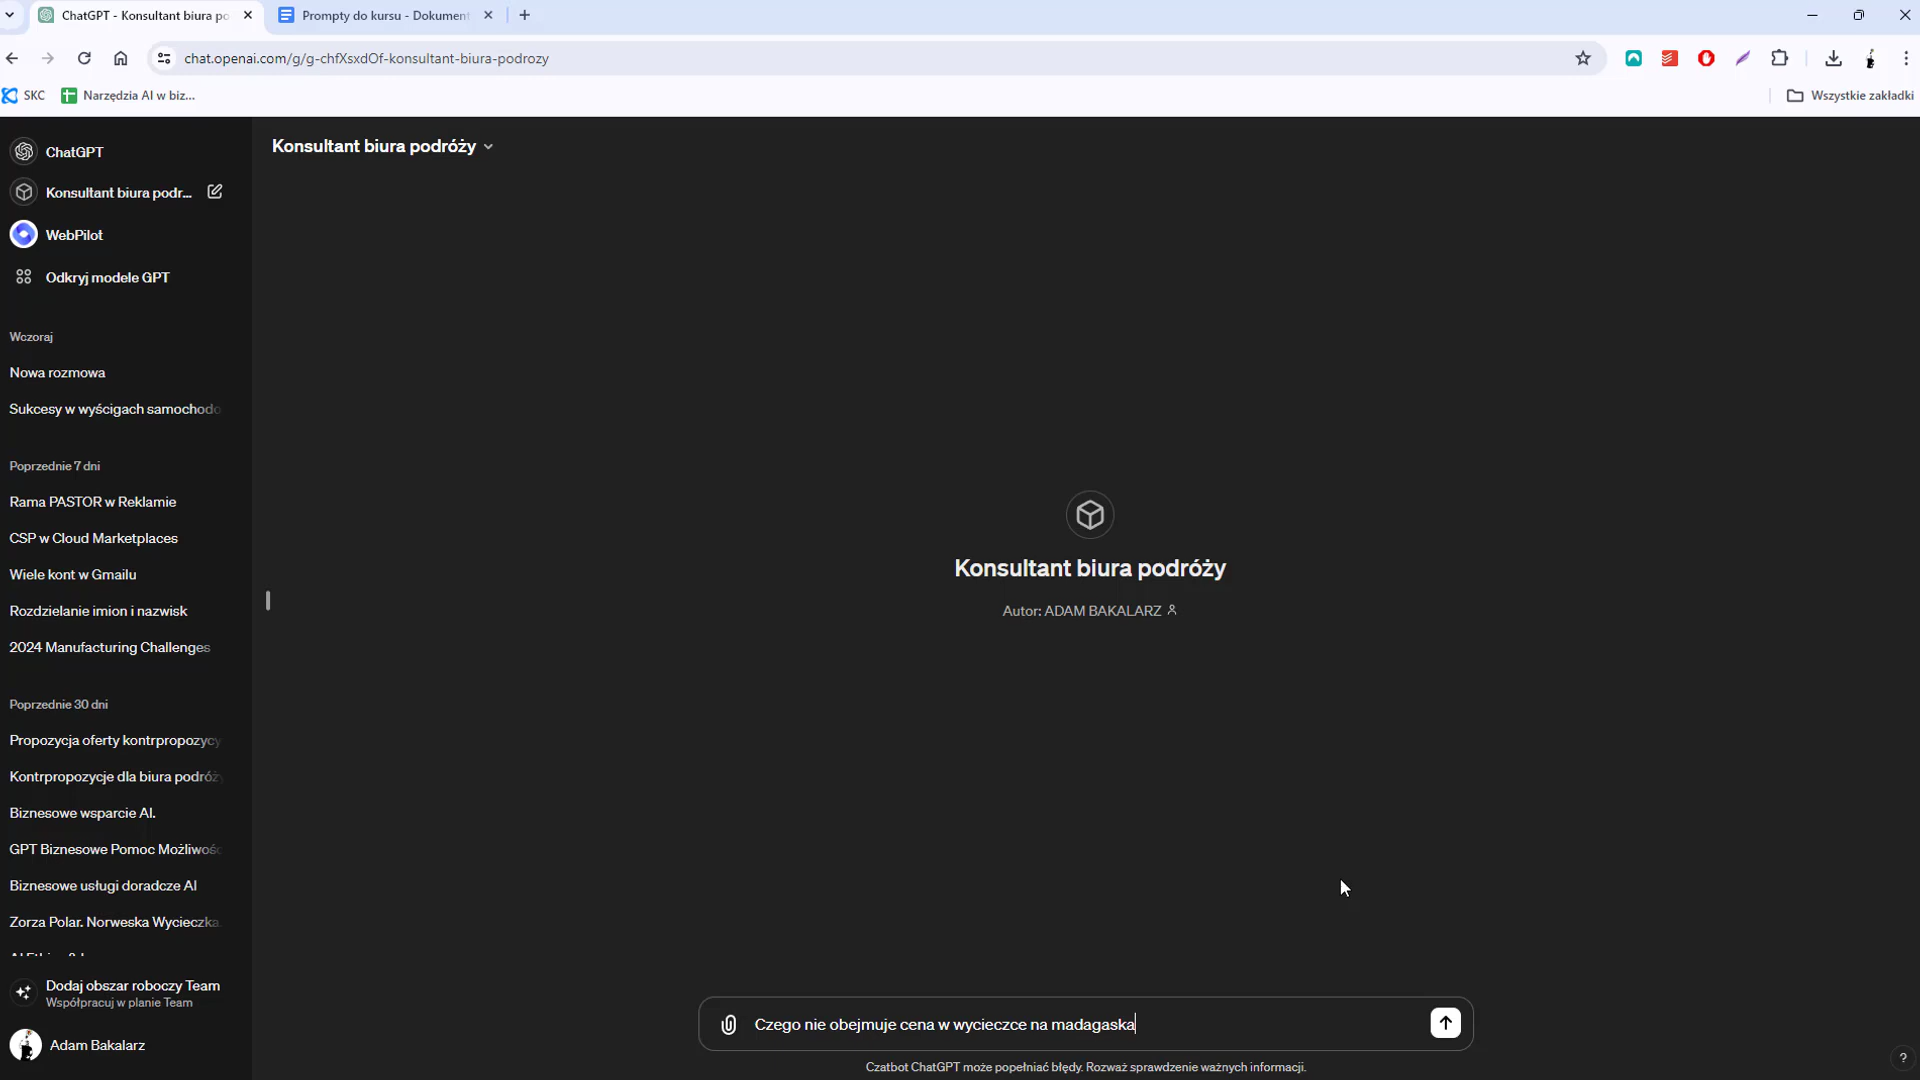 ChatGPT - Konsultant biura po
Prompty do kursu - Dokument
chat.openai.com/g/g-chfXsxdOf-konsultant-biura-podrozy
SKC
Narzędzia AI w biz...
Wszystkie zakładki
ChatGPT
Konsultant biura podr...
WebPilot
Odkryj modele GPT
Wczoraj
Nowa rozmowa
Sukcesy w wyścigach samochodo
Poprzednie 7 dni
Rama PASTOR w Reklamie
CSP w Cloud Marketplaces
Wiele kont w Gmailu
Rozdzielanie imion i nazwisk
2024 Manufacturing Challenges
Poprzednie 30 dni
Propozycja oferty kontrpropozycy
Kontrpropozycje dla biura podróży
Biznesowe wsparcie AI.
GPT Biznesowe Pomoc Możliwośc
Biznesowe usługi doradcze AI
Zorza Polar. Norweska Wycieczka.
Dodaj obszar roboczy Team
Współpracuj w planie Team
Adam Bakalarz
Konsultant biura podróży
Konsultant biura podróży
Autor: ADAM BAKALARZ
Czego nie obejmuje cena w wycieczce na madagaska
Czatbot ChatGPT może popełniać błędy. Rozważ sprawdzenie ważnych informacji.
?